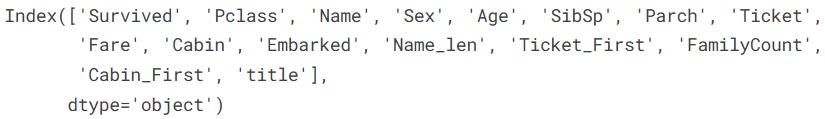 Index(['Survived', 'Pclass', 'Name', 'Sex', 'Age', 'SibSp', 'Parch', 'Ticket',
       'Fare', 'Cabin', 'Embarked', 'Name_len', 'Ticket_First', 'FamilyCount',
       'Cabin_First', 'title'],
      dtype='object')